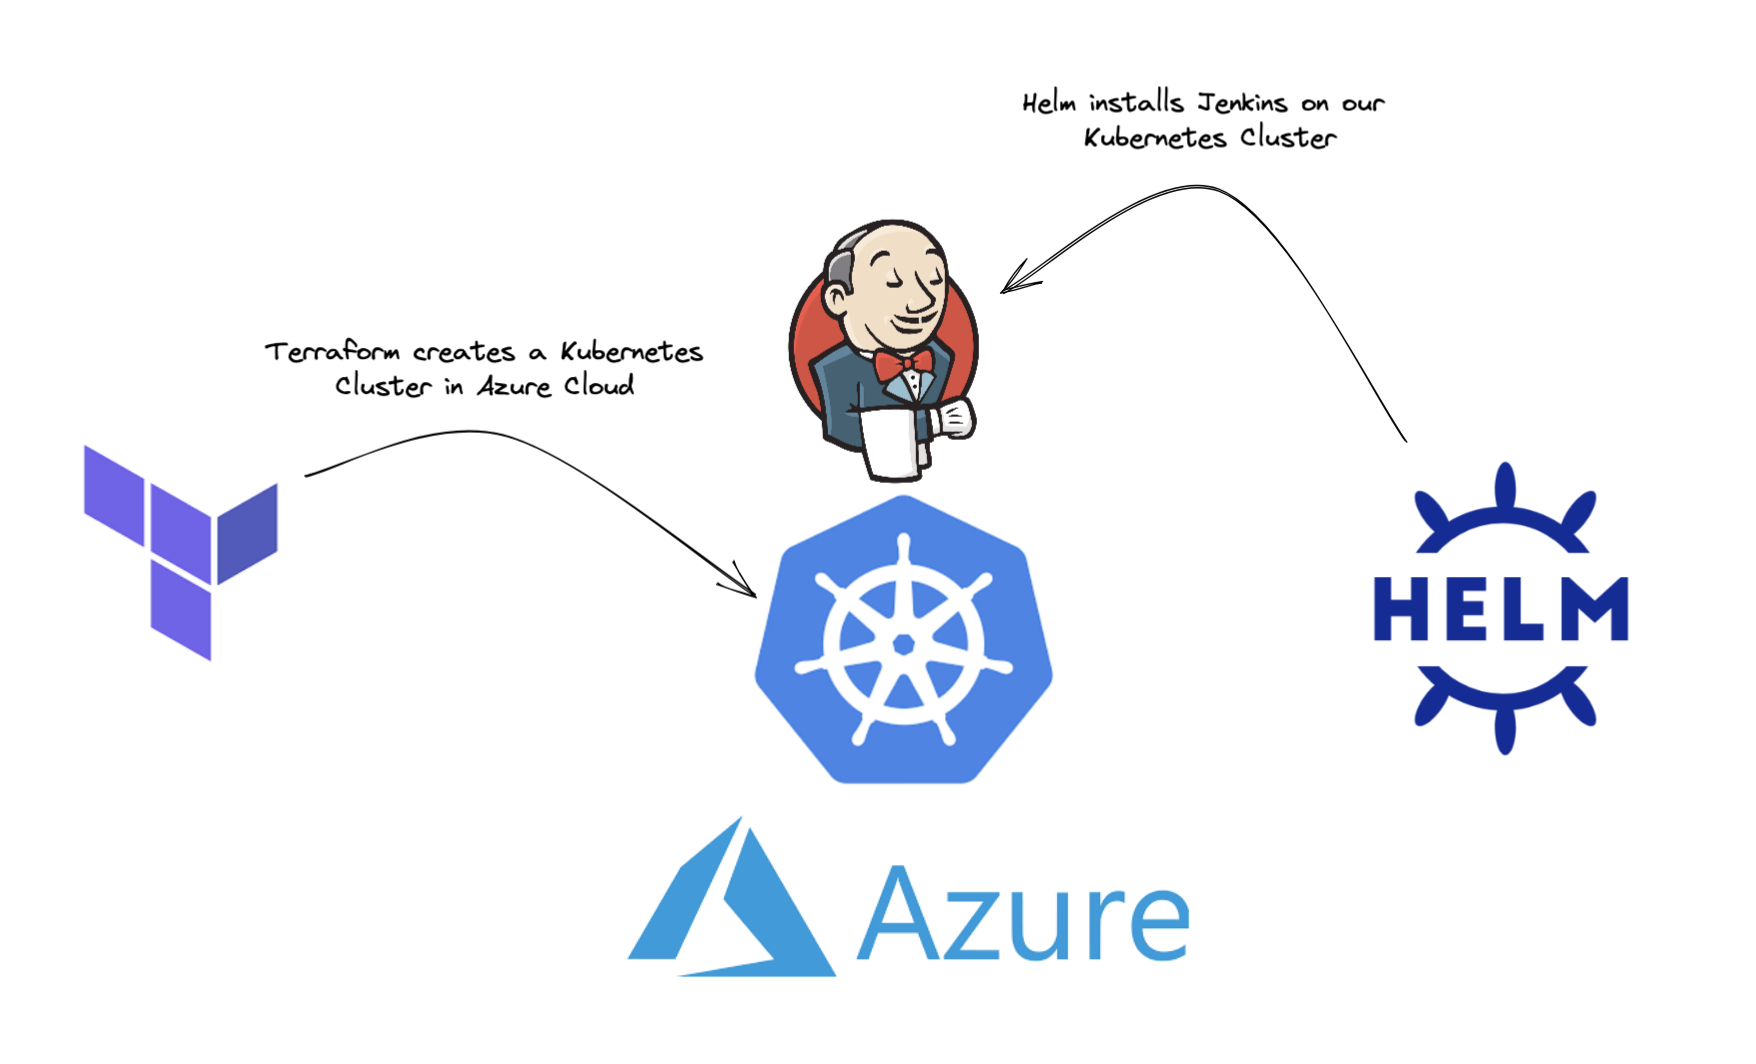 Helm installs Jenkins on our
Kubernetes Cluster
Terraform creates a Kubernetes
Cluster in Azure Cloud
HELM
Azure